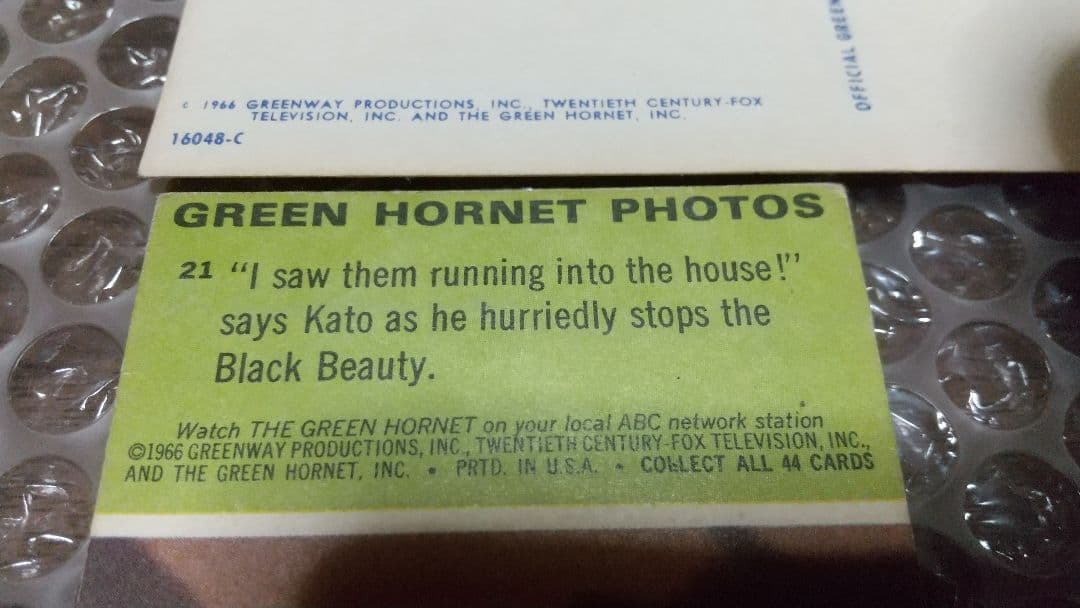 OFFICIAL GREEN
© 1966 GREENWAY PRODUCTIONS, INC., TWENTIETH CENTURY-FOX
TELEVISION, INC. AND THE GREEN HORNET, INC.
16048-C
GREEN HORNET PHOTOS
21 “I saw them running into the house!”
says Kato as he hurriedly stops the
Black Beauty.
Watch THE GREEN HORNET on your local ABC network station
©1966 GREENWAY PRODUCTIONS, INC., TWENTIETH CENTURY-FOX TELEVISION, INC.,
AND THE GREEN HORNET, INC. • PRTD. IN U.S.A. • COLLECT ALL 44 CARDS